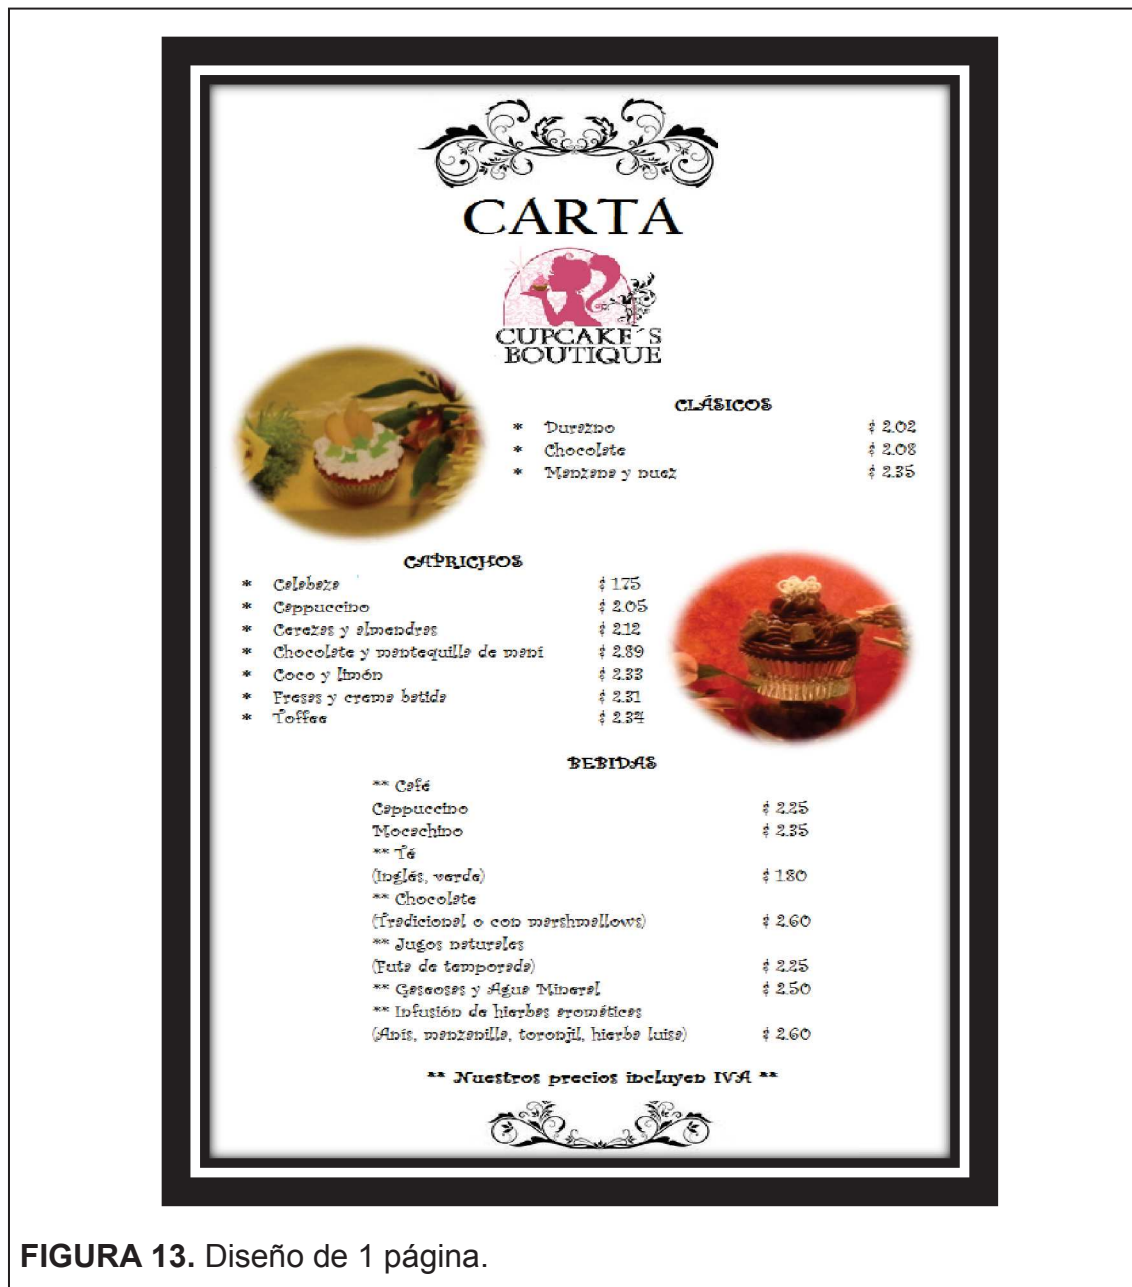 CARTA
CUPCAKE´S
BOUTIQUE
CLÁSICOS
* Durazno $ 2.02
* Chocolate $ 2.08
* Manzana y nuez $ 2.35
CAPRICHOS
* Calabaza $ 1.75
* Cappuccino $ 2.05
* Cerezas y almendras $ 2.12
* Chocolate y mantequilla de maní $ 2.89
* Coco y limón $ 2.33
* Fresas y crema batida $ 2.31
* Toffee $ 2.34
BEBIDAS
** Café
Cappuccino $ 2.25
Mocachino $ 2.35
** Té
(Inglés, verde) $ 1.80
** Chocolate
(Tradicional o con marshmallows) $ 2.60
** Jugos naturales
(Futa de temporada) $ 2.25
** Gaseosas y Agua Mineral $ 2.50
** Infusión de hierbas aromáticas
(Anís, manzanilla, toronjil, hierba luisa) $ 2.60
** Nuestros precios incluyen IVA **
FIGURA 13. Diseño de 1 página.